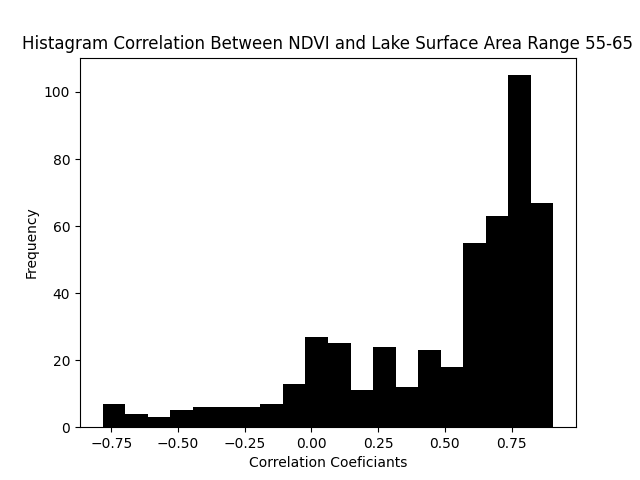 Histagram Correlation Between NDVI and Lake Surface Area Range 55-65
100
80
60
40
20
0
Frequency
−0.75 −0.50 −0.25 0.00 0.25 0.50 0.75
Correlation Coeficiants